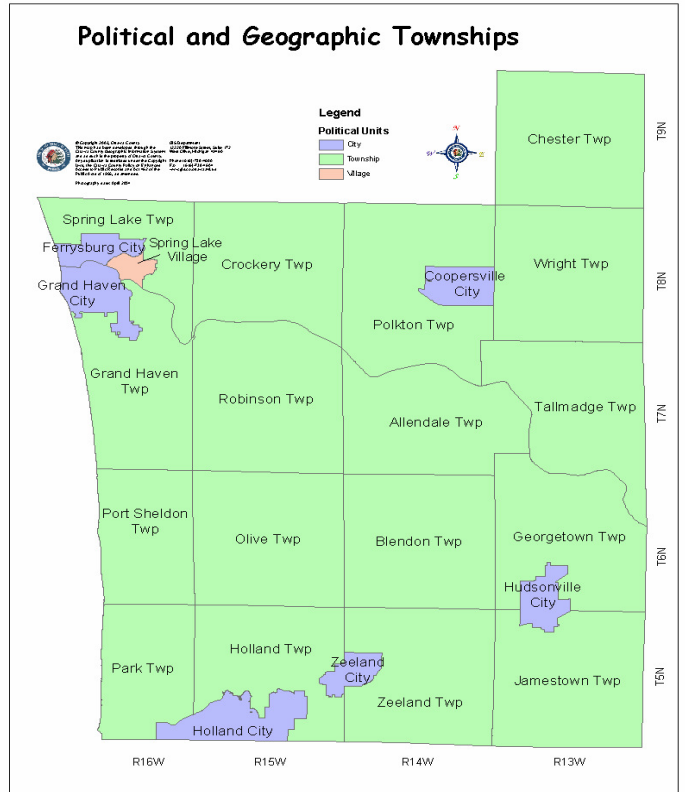 Political and Geographic Townships
Legend
Political Units
City
Township
Village
N
S
Chester Twp
T9N
Spring Lake Twp
Ferrysburg City
Spring Lake
Village
Grand Haven
City
Crockery Twp
Coopersville
City
Polkton Twp
Wright Twp
T8N
Grand Haven
Twp
Robinson Twp
Allendale Twp
Tallmadge Twp
T7N
Port Sheldon
Twp
Olive Twp
Blendon Twp
Georgetown Twp
Hudsonville
City
T6N
Park Twp
Holland Twp
Zeeland
City
Holland City
Zeeland Twp
Jamestown Twp
T5N
R16W
R15W
R14W
R13W